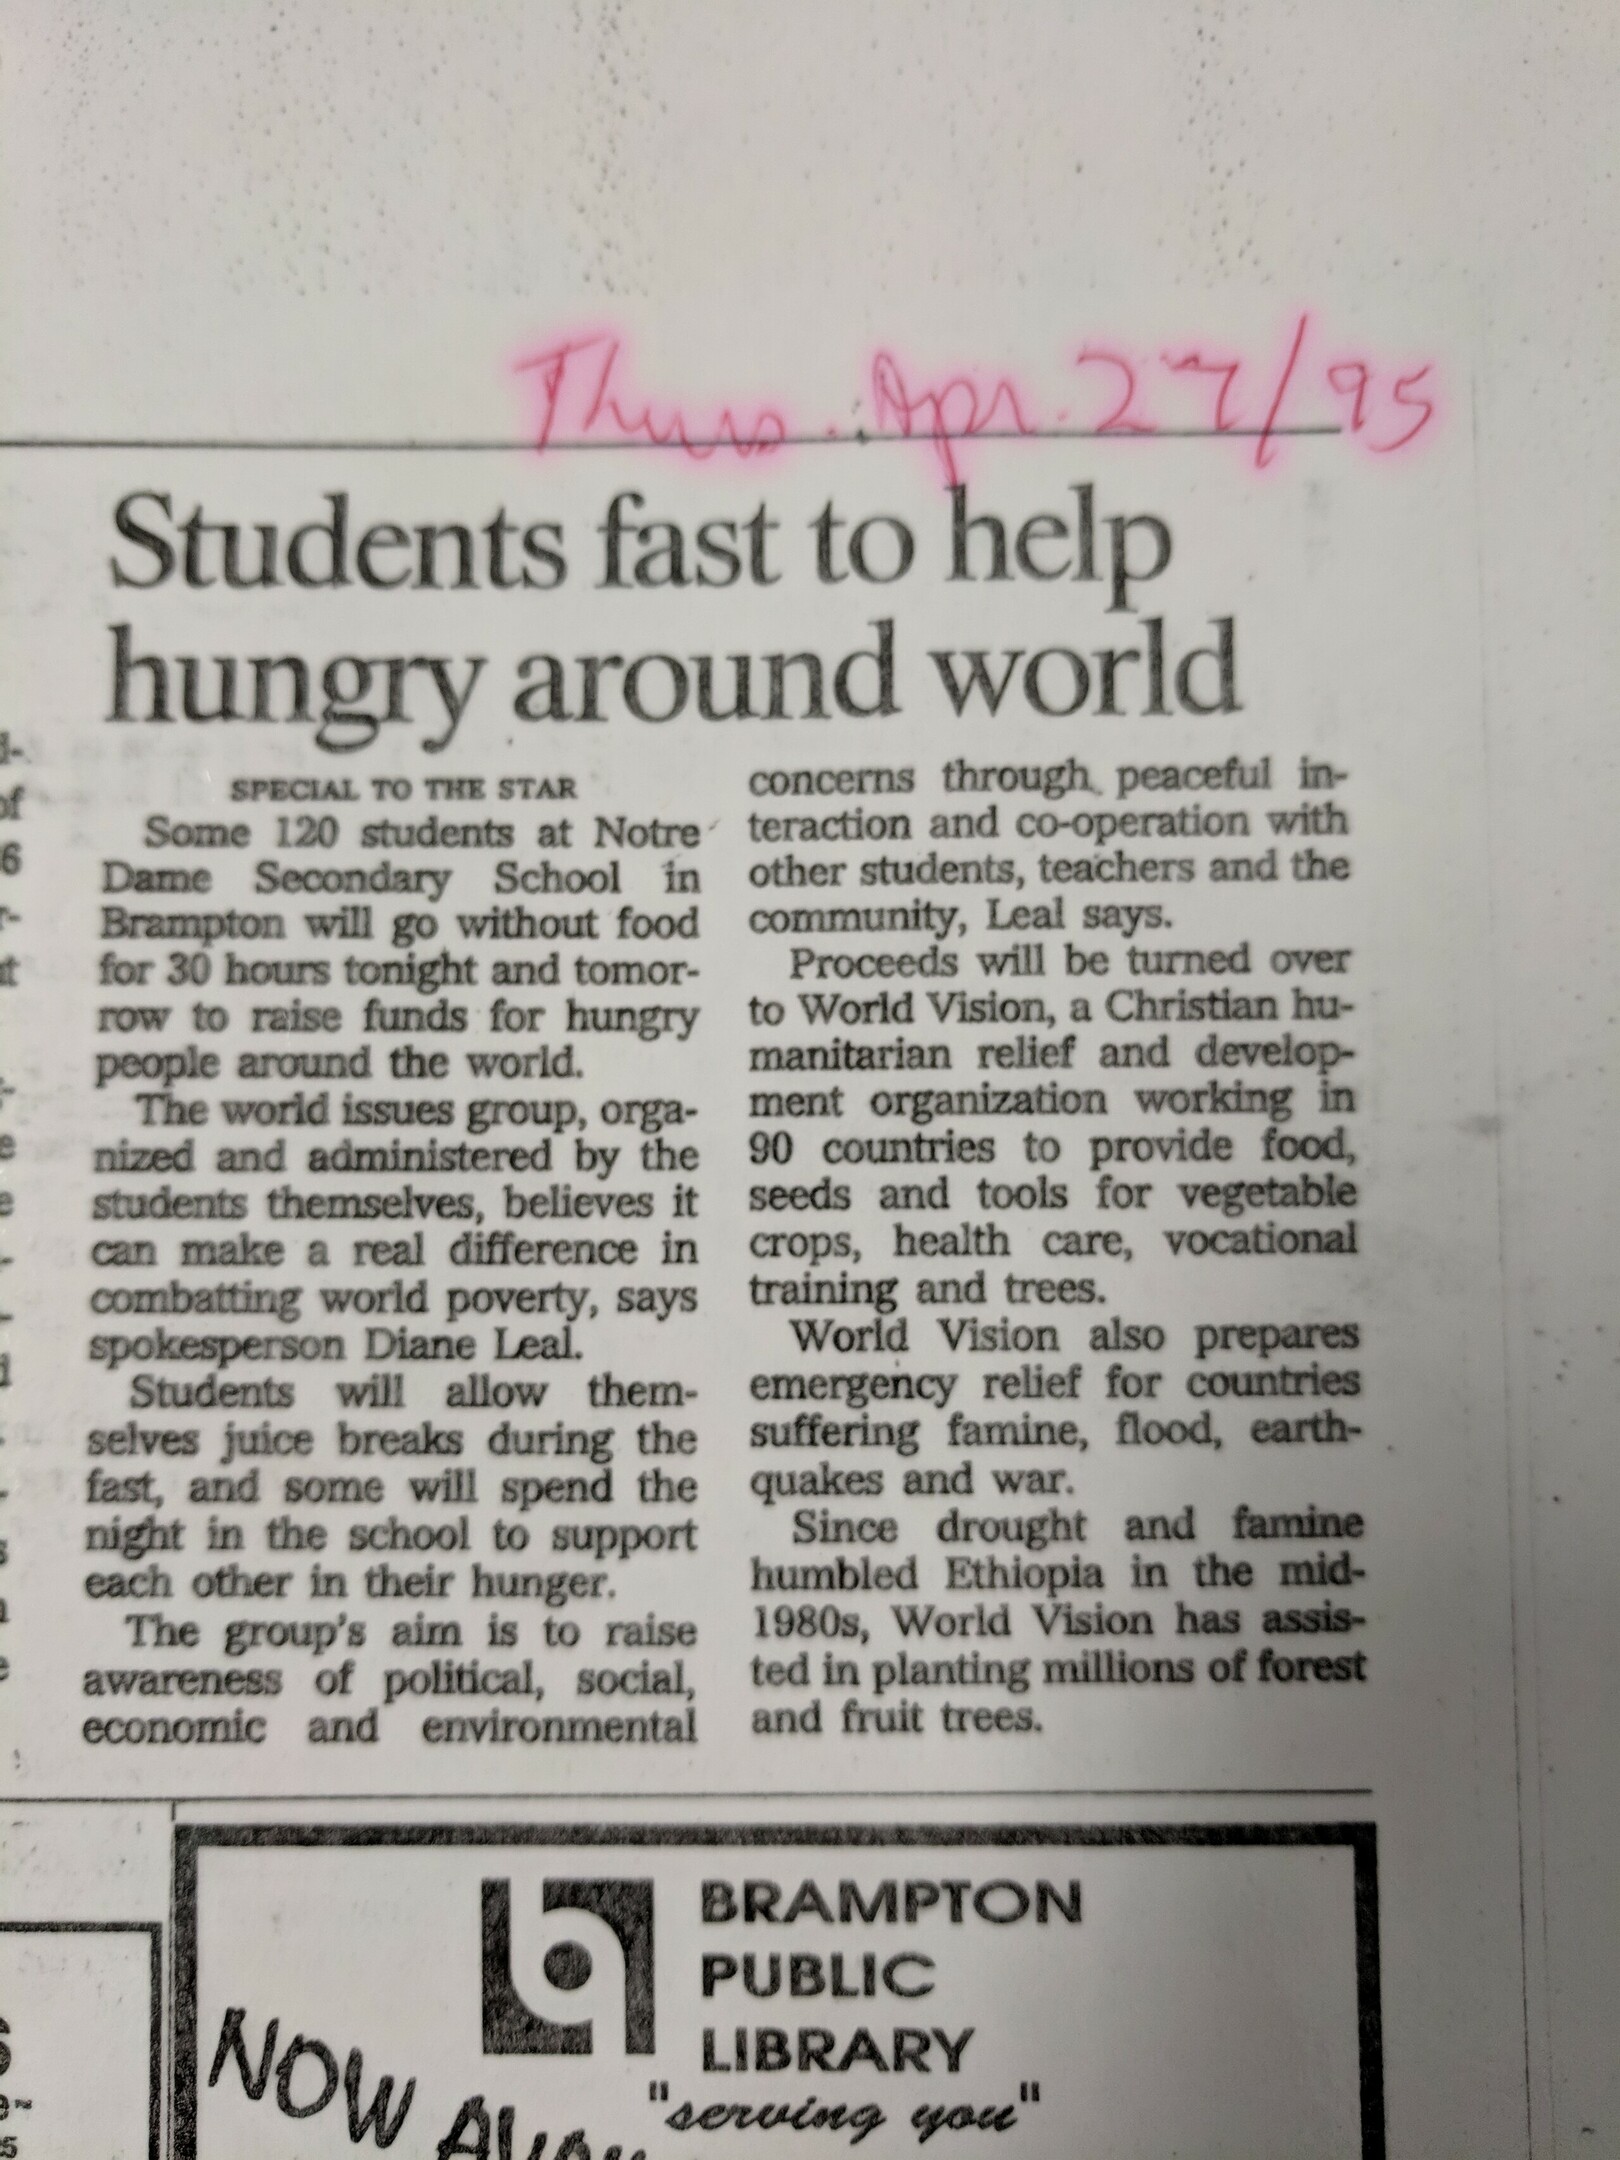 Thurs. Apr. 27/95
Students fast to help
hungry around world
SPECIAL TO THE STAR
Some 120 students at Notre
Dame Secondary School in
Brampton will go without food
for 30 hours tonight and tomor-
row to raise funds for hungry
people around the world.
The world issues group, orga-
nized and administered by the
students themselves, believes it
can make a real difference in
combatting world poverty, says
spokesperson Diane Leal.
Students will allow them-
selves juice breaks during the
fast, and some will spend the
night in the school to support
each other in their hunger.
The group's aim is to raise
awareness of political, social,
economic and environmental
concerns through peaceful in-
teraction and co-operation with
other students, teachers and the
community, Leal says.
Proceeds will be turned over
to World Vision, a Christian hu-
manitarian relief and develop-
ment organization working in
90 countries to provide food,
seeds and tools for vegetable
crops, health care, vocational
training and trees.
World Vision also prepares
emergency relief for countries
suffering famine, flood, earth-
quakes and war.
Since drought and famine
humbled Ethiopia in the mid-
1980s, World Vision has assis-
ted in planting millions of forest
and fruit trees.
BRAMPTON
PUBLIC
LIBRARY
"serving you"
NOW